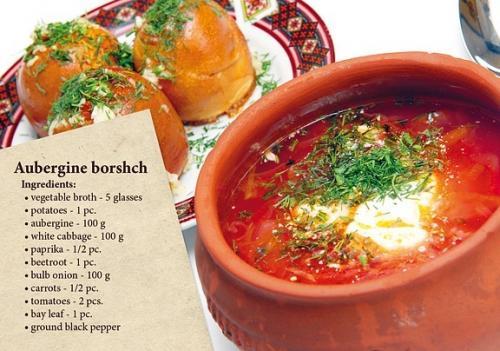 Aubergine borshch
Ingredients:
• vegetable broth - 5 glasses
• potatoes - 1 pc.
• aubergine - 100 g
• white cabbage - 100 g
• paprika - 1/2 pc.
• beetroot - 1 pc.
• bulb onion - 100 g
• carrots - 1/2 pc.
• tomatoes - 2 pcs.
• bay leaf - 1 pc.
• ground black pepper